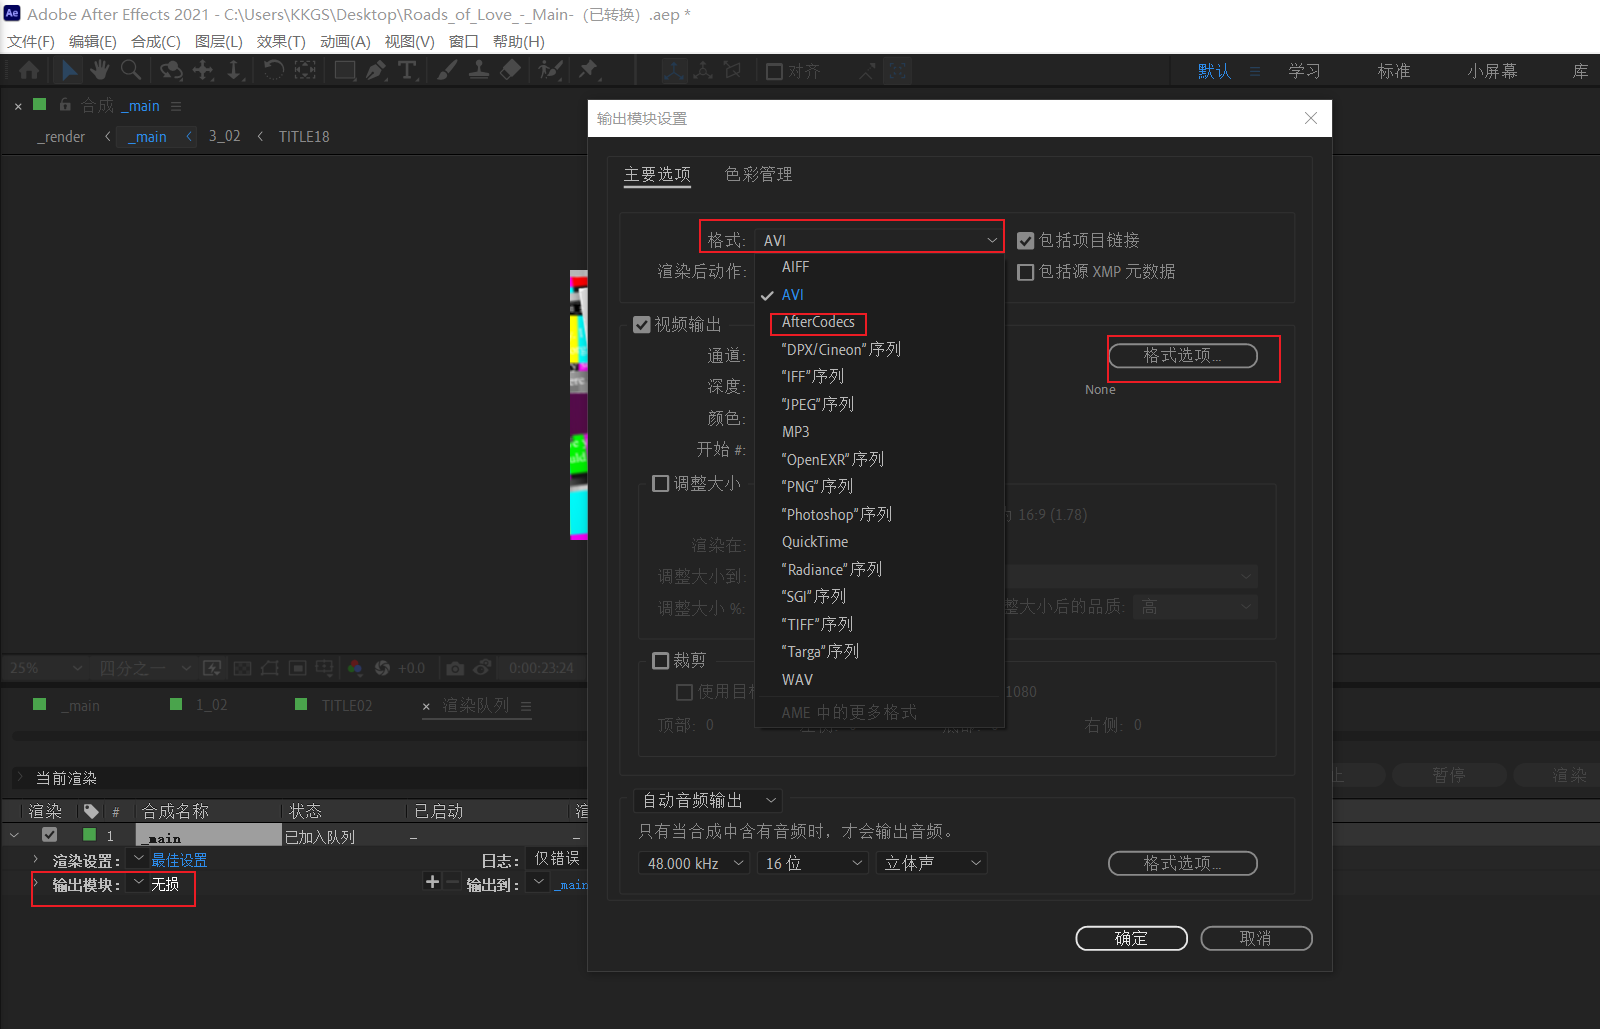 Adobe After Effects 2021 - C:\Users\KKGS\Desktop\Roads_of_Love_-_Main-（已转换）.aep *
文件(F) 编辑(E) 合成(C) 图层(L) 效果(T) 动画(A) 视图(V) 窗口 帮助(H)
对齐 默认 学习 标准 小屏幕 库
合成 _main
_render _main 3_02 TITLE18
输出模块设置
主要选项 色彩管理
格式: AVI
包括项目链接
渲染后动作:
包括源 XMP 元数据
AIFF
AVI
AfterCodecs
"DPX/Cineon"序列
"IFF"序列
"JPEG"序列
MP3
"OpenEXR"序列
"PNG"序列
"Photoshop"序列
QuickTime
"Radiance"序列
"SGI"序列
"TIFF"序列
"Targa"序列
WAV
AME 中的更多格式
视频输出
通道:
格式选项...
深度:
None
颜色:
开始 #:
调整大小
16:9 (1.78)
渲染在:
调整大小到:
调整大小 %:
整大小后的品质: 高
裁剪
使用目
1080
顶部: 0
右侧: 0
自动音频输出
只有当合成中含有音频时，才会输出音频。
48.000 kHz 16 位 立体声 格式选项...
确定 取消
25% 四分之一 +0.0 0:00:23:24
_main 1_02 TITLE02 渲染队列
当前渲染
止 暂停 渲染
渲染 # 合成名称 状态 已启动 渲
1 _main 已加入队列 – –
渲染设置: 最佳设置 日志: 仅错误
输出模块: 无损 + 输出到: _main